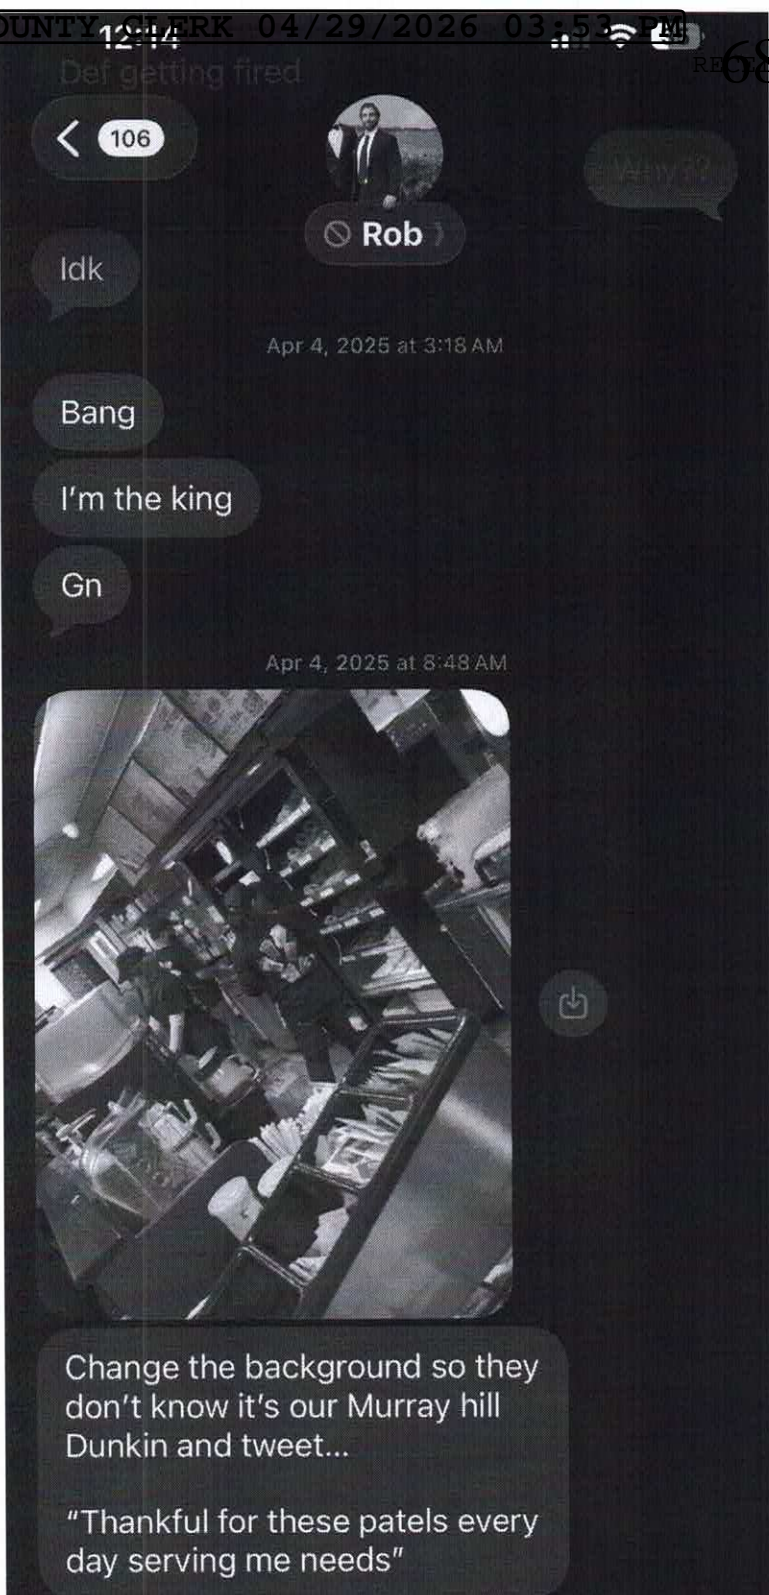 OUNTY CLERK 04/29/2026 03:53 PM
12:14
Def getting fired
106
Why??
Rob
Idk
Apr 4, 2025 at 3:18 AM
Bang
I'm the king
Gn
Apr 4, 2025 at 8:48 AM
Change the background so they
don't know it's our Murray hill
Dunkin and tweet...
"Thankful for these patels every
day serving me needs"